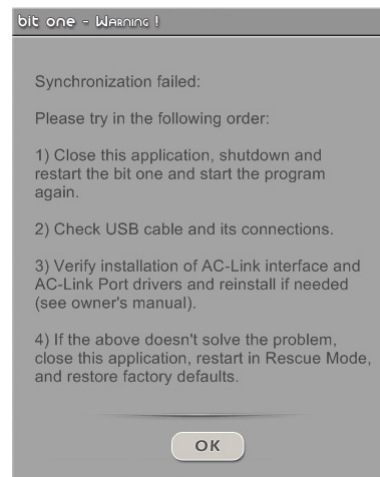 bit one - Warning !
Synchronization failed:
Please try in the following order:
1) Close this application, shutdown and
restart the bit one and start the program
again.
2) Check USB cable and its connections.
3) Verify installation of AC-Link interface and
AC-Link Port drivers and reinstall if needed
(see owner's manual).
4) If the above doesn't solve the problem,
close this application, restart in Rescue Mode,
and restore factory defaults.
OK